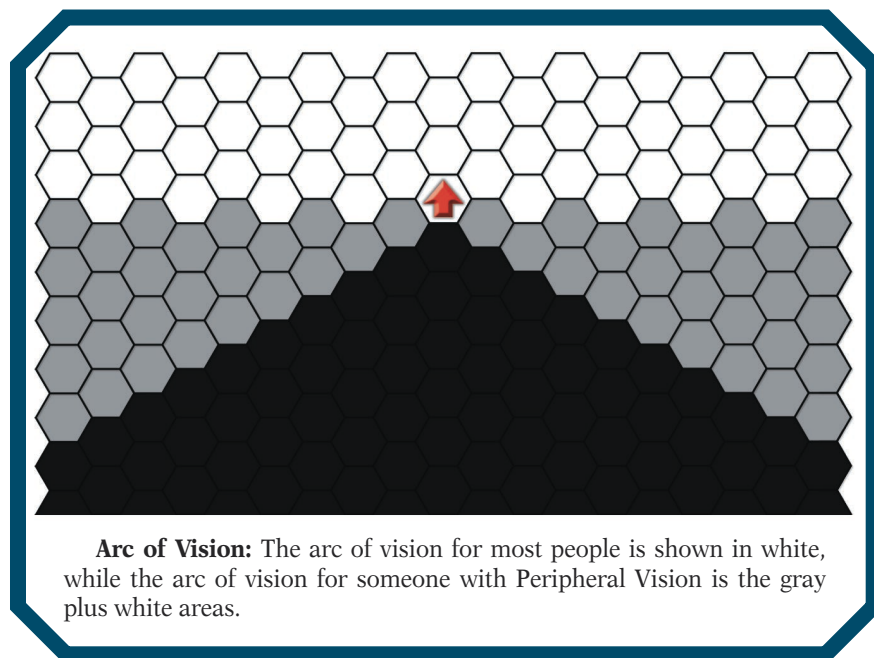 Arc of Vision: The arc of vision for most people is shown in white,
while the arc of vision for someone with Peripheral Vision is the gray
plus white areas.